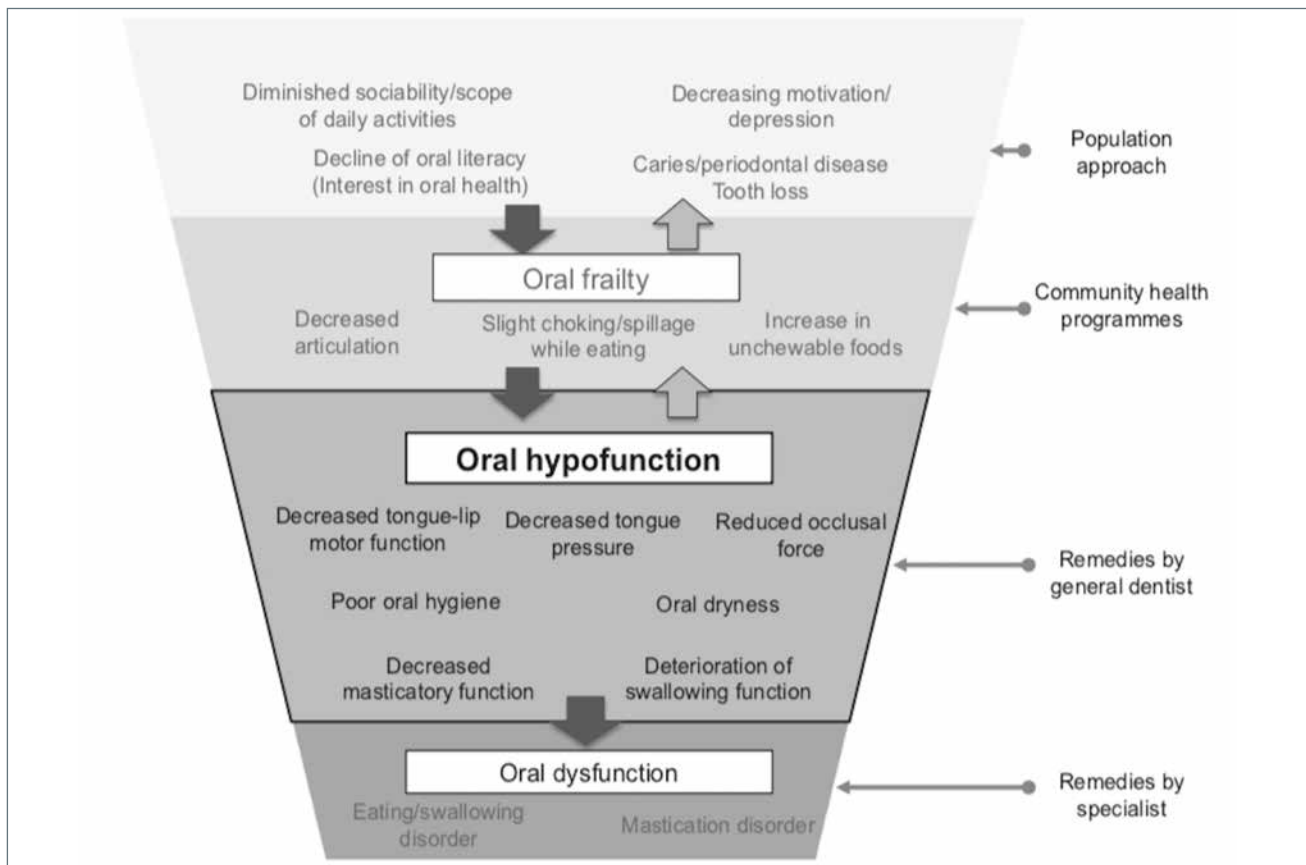 Diminished sociability/scope
of daily activities
Decreasing motivation/
depression
Decline of oral literacy
(Interest in oral health)
Caries/periodontal disease
Tooth loss
Population
approach
Oral frailty
Decreased
articulation
Slight choking/spillage
while eating
Increase in
unchewable foods
Community health
programmes
Oral hypofunction
Decreased tongue-lip
motor function
Decreased tongue
pressure
Reduced occlusal
force
Poor oral hygiene
Oral dryness
Decreased
masticatory function
Deterioration of
swallowing function
Remedies by
general dentist
Oral dysfunction
Eating/swallowing
disorder
Mastication disorder
Remedies by
specialist